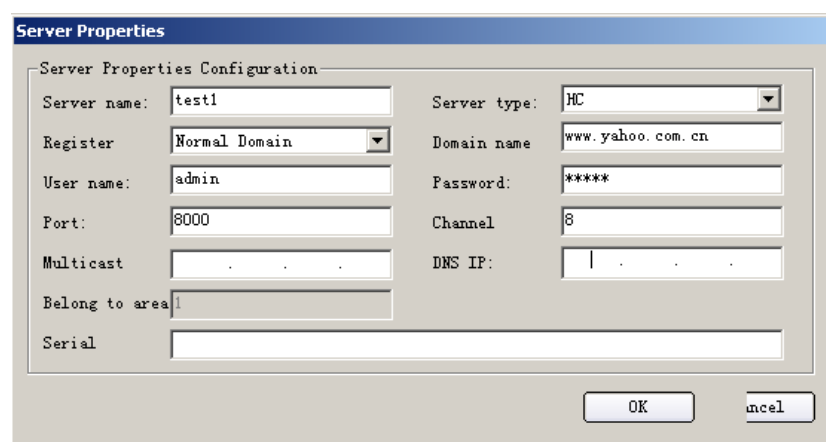 Server Properties
Server Properties Configuration
Server name: test1 Server type: HC
Register Normal Domain Domain name www.yahoo.com.cn
User name: admin Password: *****
Port: 8000 Channel 8
Multicast . . . DNS IP: . . .
Belong to area 1
Serial
OK ancel